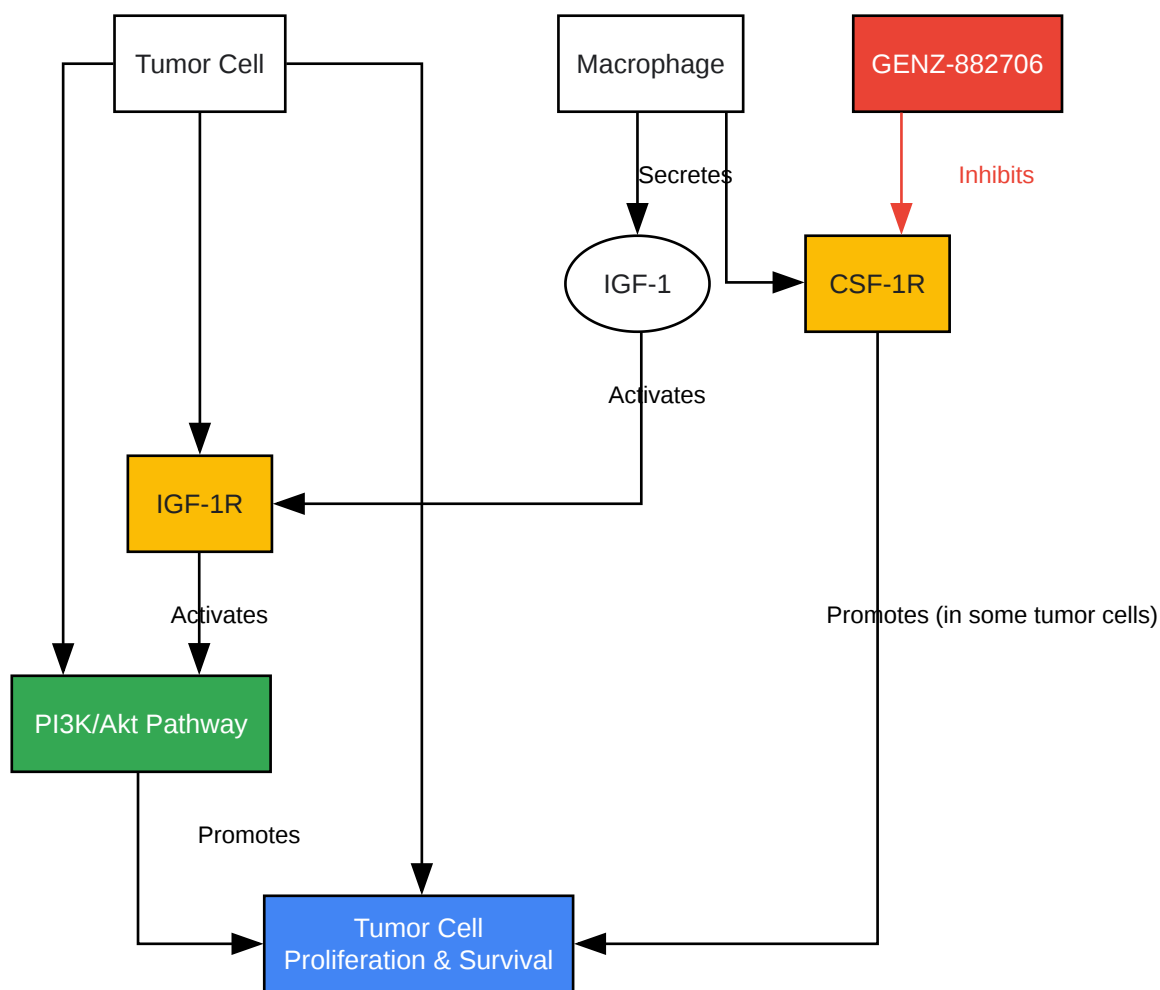 Tumor Cell
Macrophage
GENZ-882706
Secretes
Inhibits
IGF-1
CSF-1R
Activates
IGF-1R
Activates
Promotes (in some tumor cells)
PI3K/Akt Pathway
Promotes
Tumor Cell
Proliferation & Survival